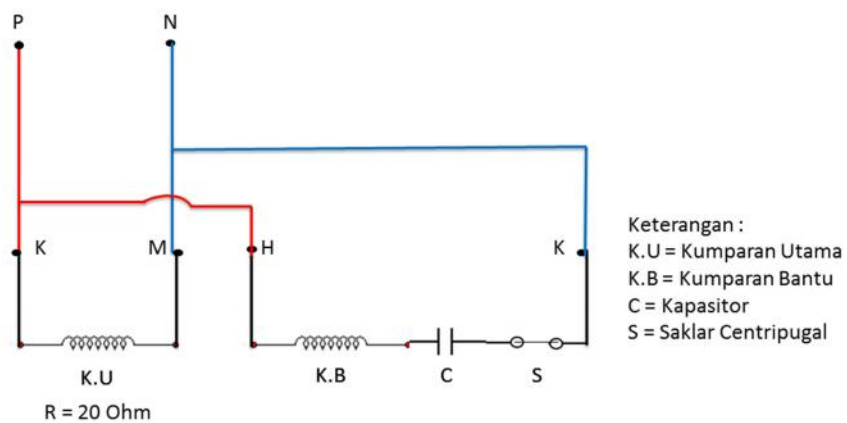 P N
K M H K
K.U K.B C S
R = 20 Ohm
Keterangan :
K.U = Kumparan Utama
K.B = Kumparan Bantu
C = Kapasitor
S = Saklar Centripugal